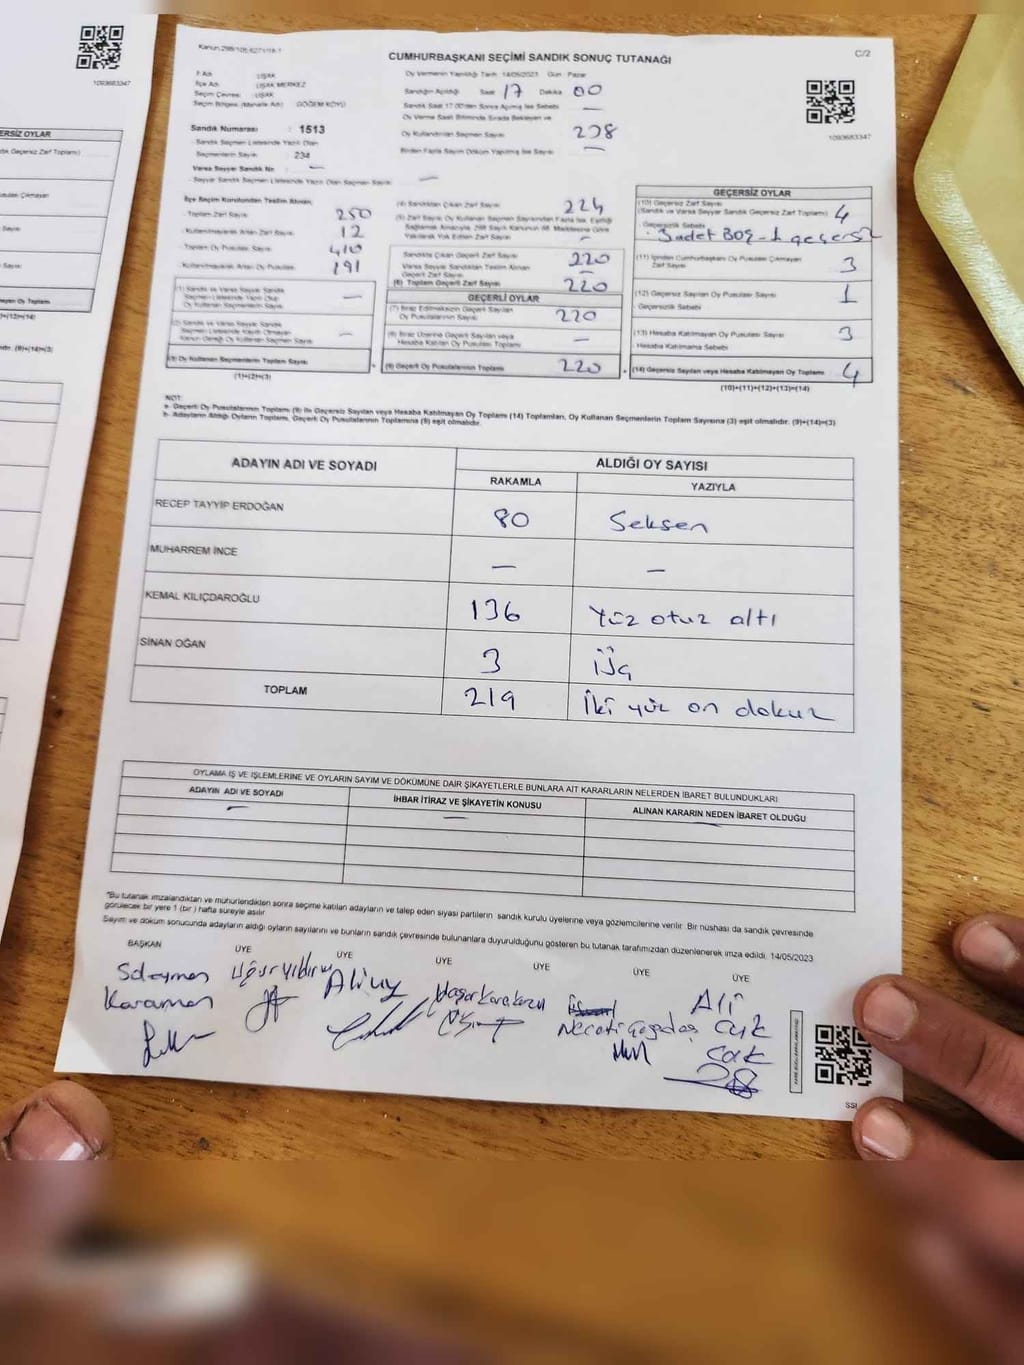 1093683347
ERSİZ OYLAR
CUMHURBAŞKANI SEÇİMİ SANDIK SONUÇ TUTANAĞI
C/2
Oy Vermenin Yapıldığı Tarih: 14/05/2023 Gün: Pazar
İl Adı : UŞAK
İlçe Adı : UŞAK MERKEZ
Seçim Çevresi : UŞAK
Seçim Bölgesi (Mahalle Adı) GÖĞEM KÖYÜ
Sandığın Açıldığı Saat 17 Dakika 00
Sandık Saat 17.00'den Sonra Açılmış İse Sebebi —
Oy Verme Saat Bitiminde Sırada Bekleyen ve
Oy Kullandırılan Seçmen Sayısı 238
Birden Fazla Sayım Döküm Yapılmış İse Sayısı —
1093683347
Sandık Numarası : 1513
Sandık Seçmen Listesinde Yazılı Olan
Seçmenlerin Sayısı : 234
Varsa Seyyar Sandık No —
Seyyar Sandık Seçmen Listesinde Yazılı Olan Seçmen Sayısı —
İlçe Seçim Kurulundan Teslim Alınan;
Toplam Zarf Sayısı 250
Kullanılmayarak Artan Zarf Sayısı 12
Toplam Oy Pusulası Sayısı 410
Kullanılmayarak Artan Oy Pusulası 191
(1) Sandık ve Varsa Seyyar Sandık
Seçmen Listesinde Yazılı Olup
Oy Kullanan Seçmenlerin Sayısı —
(2) Sandık ve Varsa Seyyar Sandık
Seçmen Listesinde Kayıtlı Olmayan
Kanun Gereği Oy Kullanan Seçmenlerin Sayısı —
(3) Oy Kullanan Seçmenlerin Toplam Sayısı
(1)+(2)=(3)
(4) Sandıktan Çıkan Zarf Sayısı 224
(5) Zarf Sayısı Oy Kullanan Seçmen Sayısından Fazla İse, Eşitliği
Sağlamak Amacıyla, 298 Sayılı Kanunun 98. Maddesine Göre
Yakılarak Yok Edilen Zarf Sayısı —
Sandıkta Çıkan Geçerli Zarf Sayısı 220
Varsa Seyyar Sandıktan Teslim Alınan
Geçerli Zarf Sayısı —
(6) Toplam Geçerli Zarf Sayısı 220
GEÇERLİ OYLAR
(7) İtiraz Edilmeksizin Geçerli Sayılan
Oy Pusulalarının Sayısı 220
(8) İtiraz Üzerine Geçerli Sayılan veya
Hesaba Katılan Oy Pusulaları Toplamı —
(9) Geçerli Oy Pusulalarının Toplamı 220
GEÇERSİZ OYLAR
(10) Geçersiz Zarf Sayısı
(Sandık ve Varsa Seyyar Sandık Geçersiz Zarf Toplamı) 4
Geçersizlik Sebebi
3 adet BOŞ - 1 geçersiz
(11) İçinden Cumhurbaşkanı Oy Pusulası Çıkmayan
Zarf Sayısı 3
(12) Geçersiz Sayılan Oy Pusulası Sayısı 1
Geçersizlik Sebebi
(13) Hesaba Katılmayan Oy Pusulası Sayısı 3
Hesaba Katılmama Sebebi
(14) Geçersiz Sayılan veya Hesaba Katılmayan Oy Toplamı 4
(10)+(11)+(12)+(13)=(14)
NOT:
a- Geçerli Oy Pusulalarının Toplamı (9) ile Geçersiz Sayılan veya Hesaba Katılmayan Oy Toplamı (14) Toplamları, Oy Kullanan Seçmenlerin Toplam Sayısına (3) eşit olmalıdır. (9)+(14)=(3)
b- Adayların Aldığı Oyların Toplamı, Geçerli Oy Pusulalarının Toplamına (9) eşit olmalıdır.
ADAYIN ADI VE SOYADI ALDIĞI OY SAYISI
RAKAMLA YAZIYLA
RECEP TAYYİP ERDOĞAN 80 Seksen
MUHARREM İNCE — —
KEMAL KILIÇDAROĞLU 136 Yüz otuz altı
SİNAN OĞAN 3 Üç
TOPLAM 219 İki yüz on dokuz
OYLAMA İŞ VE İŞLEMLERİNE VE OYLARIN SAYIM VE DÖKÜMÜNE DAİR ŞİKAYETLERLE BUNLARA AİT KARARLARIN NELERDEN İBARET BULUNDUKLARI
ADAYIN ADI VE SOYADI İHBAR İTİRAZ VE ŞİKAYETİN KONUSU ALINAN KARARIN NEDEN İBARET OLDUĞU
— — —
*Bu tutanak imzalandıktan ve mühürlendikten sonra seçime katılan adayların ve talep eden siyasi partilerin sandık kurulu üyelerine veya gözlemcilerine verilir. Bir nüshası da sandık çevresinde
görülecek bir yere 1 (bir) hafta süreyle asılır.
Sayım ve döküm sonucunda adayların aldığı oyların sayılarını ve bunların sandık çevresinde bulunanlara duyurulduğunu gösteren bu tutanak tarafımızdan düzenlenerek imza edildi. 14/05/2023
BAŞKAN ÜYE ÜYE ÜYE ÜYE ÜYE ÜYE
Süleyman Uğur Yıldırım Ali Uy Yaşar Karakuzu Ali
Karaman Necati